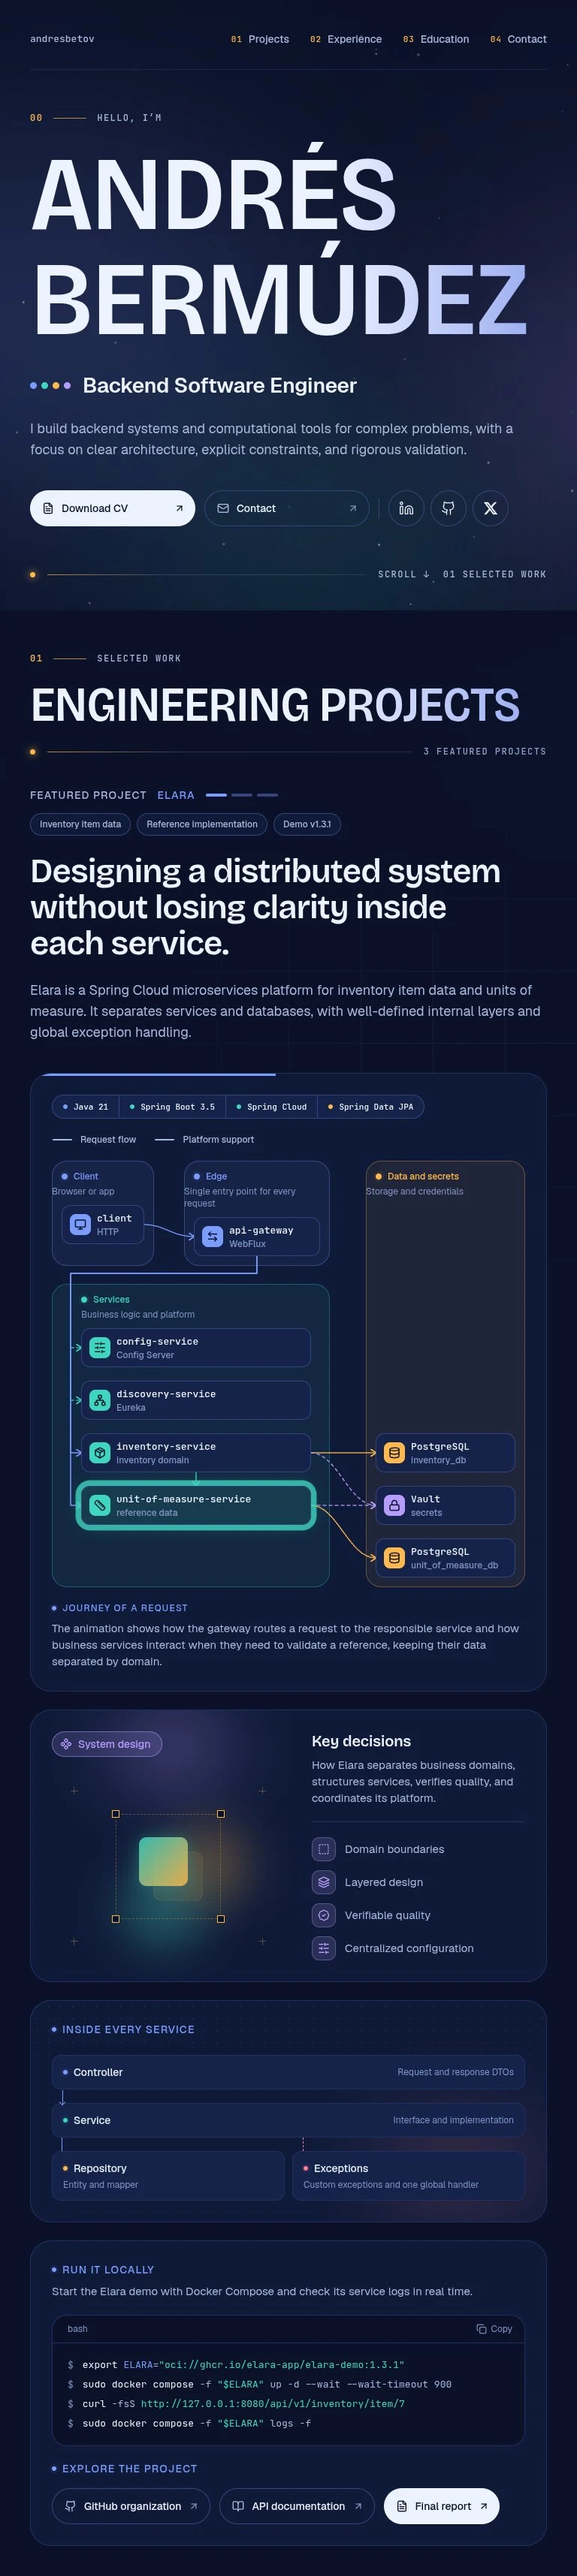 andresbetov
01 Projects
02 Experience
03 Education
04 Contact
00 HELLO, I'M
ANDRÉS
BERMÚDEZ
Backend Software Engineer
I build backend systems and computational tools for complex problems, with a
focus on clear architecture, explicit constraints, and rigorous validation.
Download CV
Contact
SCROLL ↓ 01 SELECTED WORK
01 SELECTED WORK
ENGINEERING PROJECTS
3 FEATURED PROJECTS
FEATURED PROJECT ELARA
Inventory item data
Reference implementation
Demo v1.3.1
Designing a distributed system
without losing clarity inside
each service.
Elara is a Spring Cloud microservices platform for inventory item data and units of
measure. It separates services and databases, with well-defined internal layers and
global exception handling.
Java 21
Spring Boot 3.5
Spring Cloud
Spring Data JPA
Request flow
Platform support
Client
Browser or app
client
HTTP
Edge
Single entry point for every
request
api-gateway
WebFlux
Data and secrets
Storage and credentials
Services
Business logic and platform
config-service
Config Server
discovery-service
Eureka
inventory-service
inventory domain
unit-of-measure-service
reference data
PostgreSQL
inventory_db
Vault
secrets
PostgreSQL
unit_of_measure_db
JOURNEY OF A REQUEST
The animation shows how the gateway routes a request to the responsible service and how
business services interact when they need to validate a reference, keeping their data
separated by domain.
System design
Key decisions
How Elara separates business domains,
structures services, verifies quality, and
coordinates its platform.
Domain boundaries
Layered design
Verifiable quality
Centralized configuration
INSIDE EVERY SERVICE
Controller
Request and response DTOs
Service
Interface and implementation
Repository
Entity and mapper
Exceptions
Custom exceptions and one global handler
RUN IT LOCALLY
Start the Elara demo with Docker Compose and check its service logs in real time.
bash
Copy
$ export ELARA="oci://ghcr.io/elara-app/elara-demo:1.3.1"
$ sudo docker compose -f "$ELARA" up -d --wait --wait-timeout 900
$ curl -fsS http://127.0.0.1:8080/api/v1/inventory/item/7
$ sudo docker compose -f "$ELARA" logs -f
EXPLORE THE PROJECT
GitHub organization
API documentation
Final report